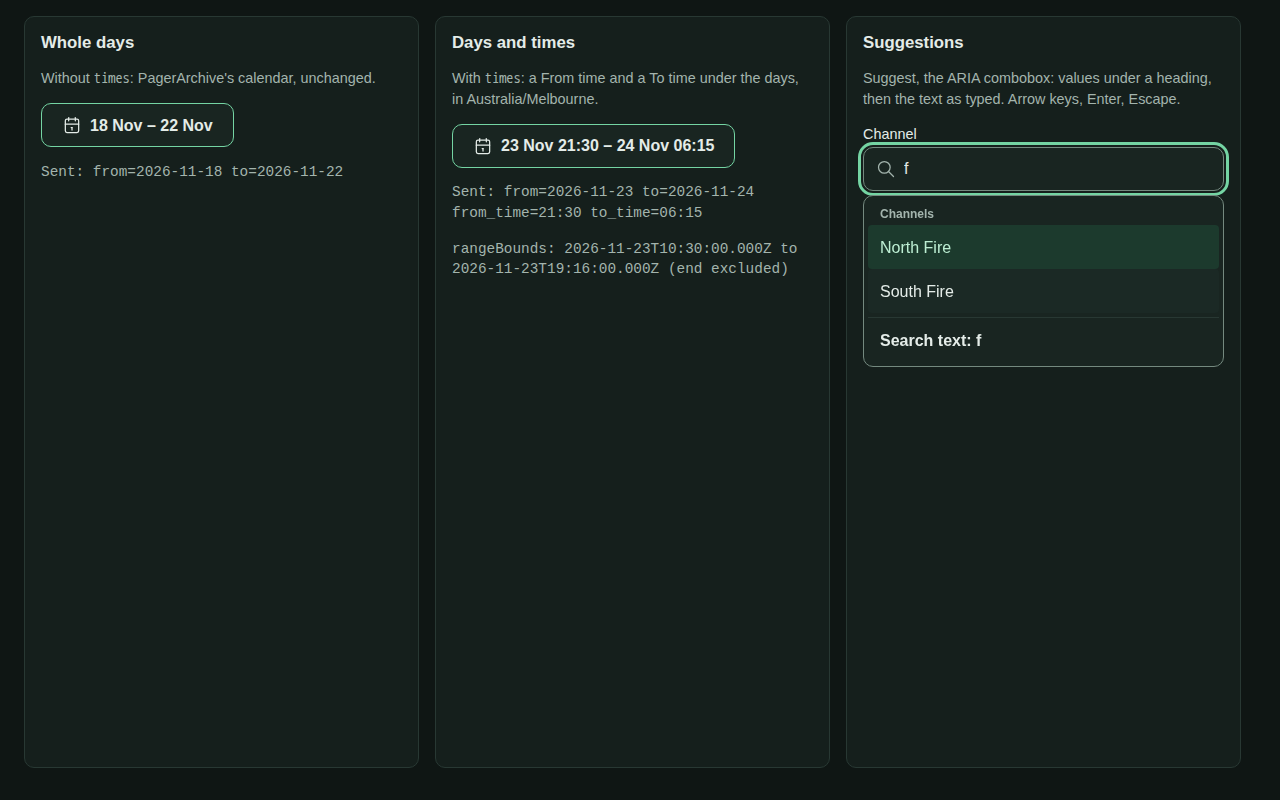 Whole days
Without times: PagerArchive's calendar, unchanged.
18 Nov – 22 Nov
Sent: from=2026-11-18 to=2026-11-22
Days and times
With times: a From time and a To time under the days,
in Australia/Melbourne.
23 Nov 21:30 – 24 Nov 06:15
Sent: from=2026-11-23 to=2026-11-24
from_time=21:30 to_time=06:15
rangeBounds: 2026-11-23T10:30:00.000Z to
2026-11-23T19:16:00.000Z (end excluded)
Suggestions
Suggest, the ARIA combobox: values under a heading,
then the text as typed. Arrow keys, Enter, Escape.
Channel
f
Channels
North Fire
South Fire
Search text: f